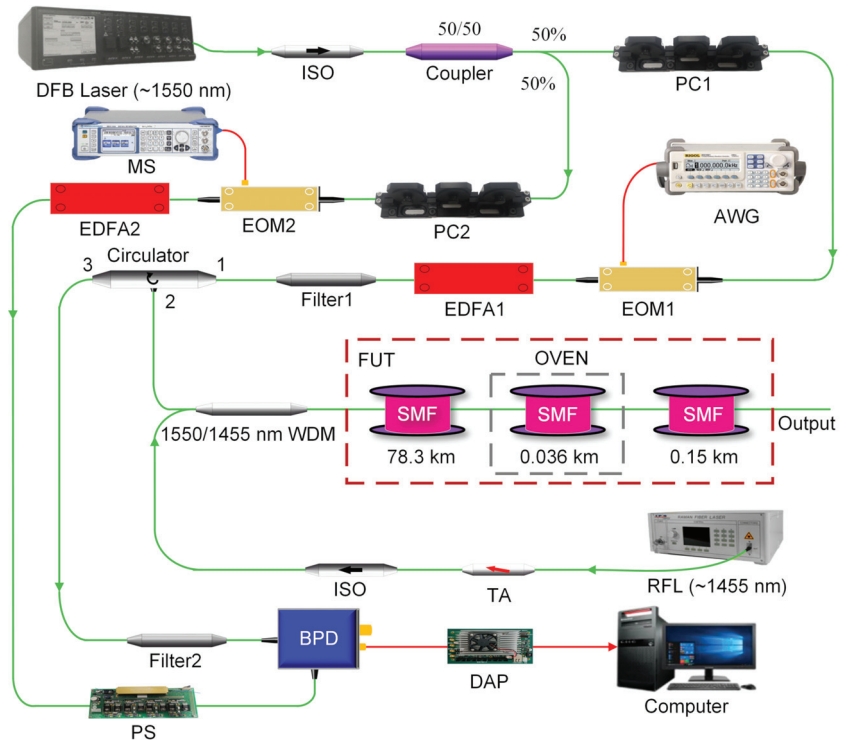 50/50
50%
ISO
Coupler
50%
PC1
DFB Laser (~1550 nm)
MS
AWG
EDFA2
EOM2
PC2
Circulator
3
1
2
Filter1
EDFA1
EOM1
FUT
OVEN
SMF
SMF
SMF
1550/1455 nm WDM
78.3 km
0.036 km
0.15 km
Output
ISO
TA
RFL (~1455 nm)
BPD
Filter2
DAP
Computer
PS